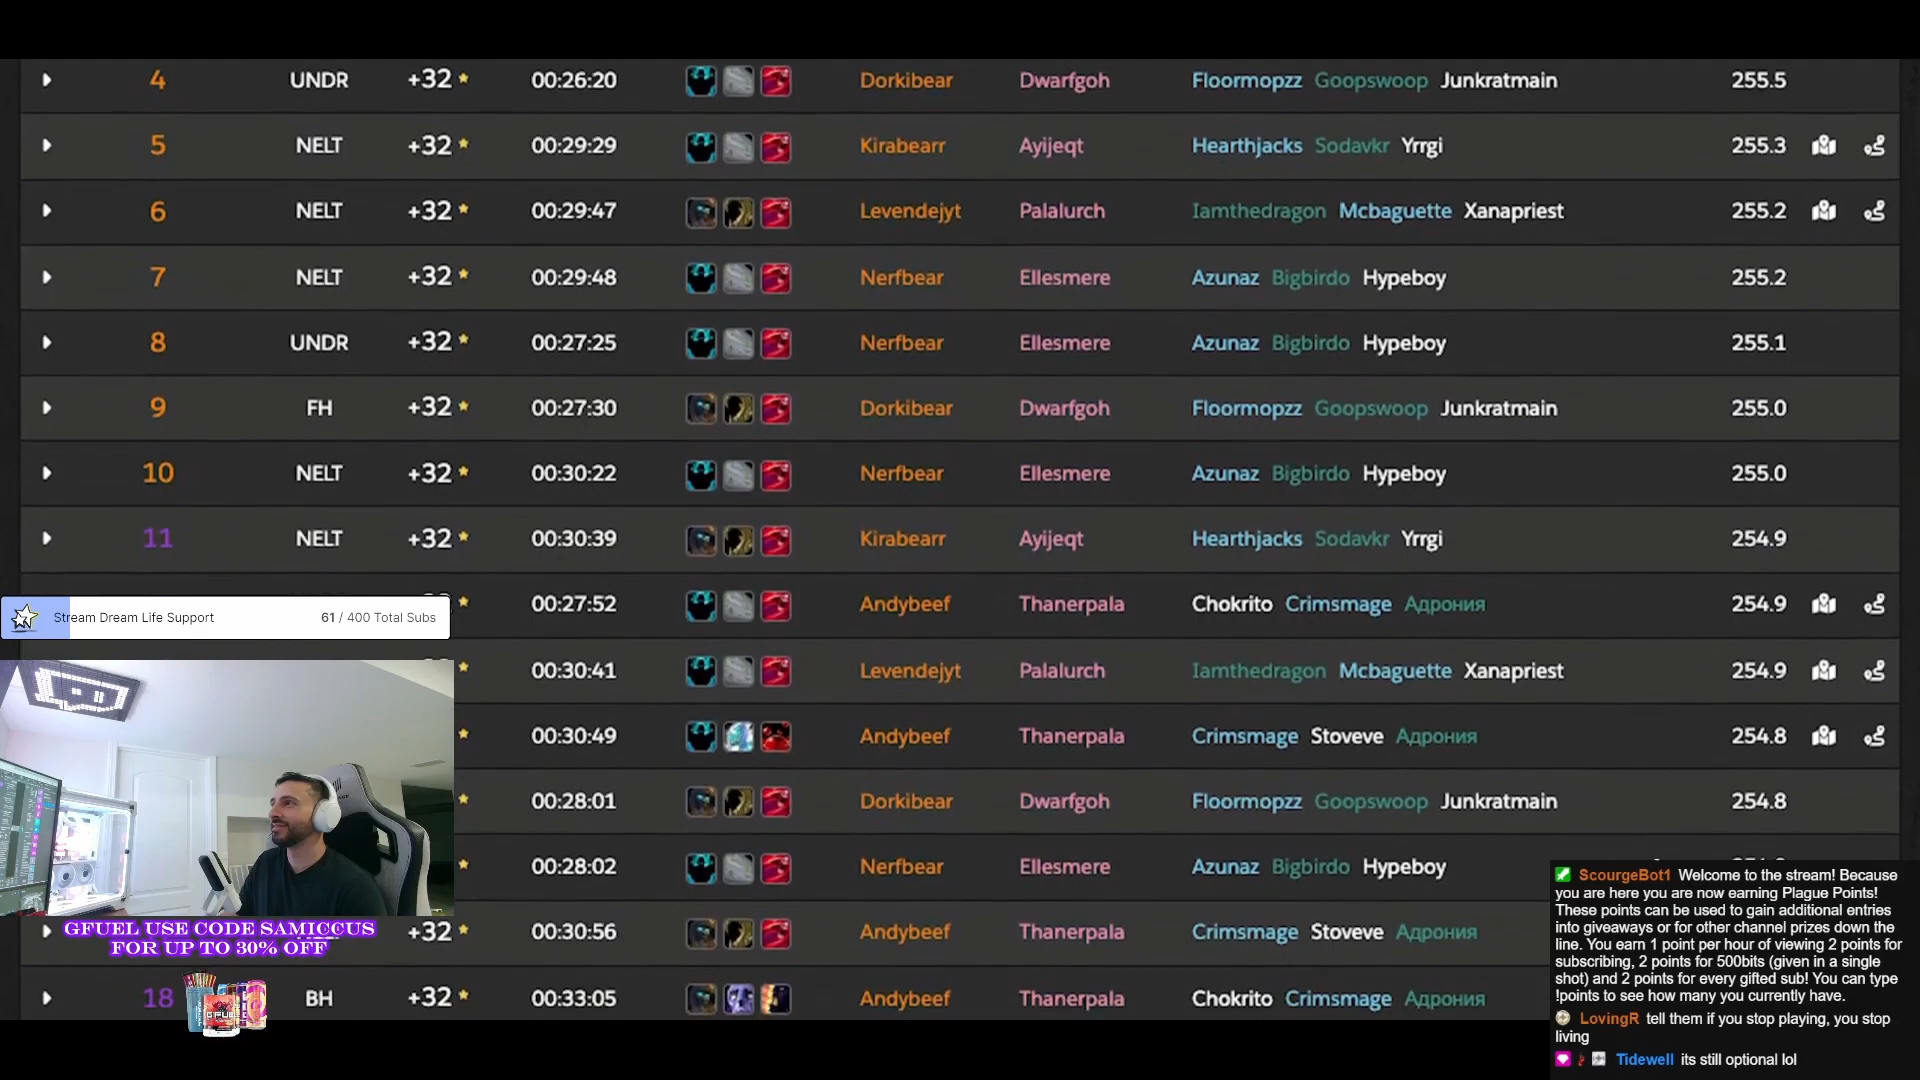 4 UNDR +32 00:26:20 Dorkibear Dwarfgoh Floormopzz Goopswoop Junkratmain 255.5
5 NELT +32 00:29:29 Kirabearr Ayijeqt Hearthjacks Sodavkr Yrrgi 255.3
6 NELT +32 00:29:47 Levendejyt Palalurch Iamthedragon Mcbaguette Xanapriest 255.2
7 NELT +32 00:29:48 Nerfbear Ellesmere Azunaz Bigbirdo Hypeboy 255.2
8 UNDR +32 00:27:25 Nerfbear Ellesmere Azunaz Bigbirdo Hypeboy 255.1
9 FH +32 00:27:30 Dorkibear Dwarfgoh Floormopzz Goopswoop Junkratmain 255.0
10 NELT +32 00:30:22 Nerfbear Ellesmere Azunaz Bigbirdo Hypeboy 255.0
11 NELT +32 00:30:39 Kirabearr Ayijeqt Hearthjacks Sodavkr Yrrgi 254.9
00:27:52 Andybeef Thanerpala Chokrito Crimsmage Адрония 254.9
Stream Dream Life Support 61 / 400 Total Subs
00:30:41 Levendejyt Palalurch Iamthedragon Mcbaguette Xanapriest 254.9
00:30:49 Andybeef Thanerpala Crimsmage Stoveve Адрония 254.8
00:28:01 Dorkibear Dwarfgoh Floormopzz Goopswoop Junkratmain 254.8
00:28:02 Nerfbear Ellesmere Azunaz Bigbirdo Hypeboy
+32 00:30:56 Andybeef Thanerpala Crimsmage Stoveve Адрония
18 BH +32 00:33:05 Andybeef Thanerpala Chokrito Crimsmage Адрония
GFUEL USE CODE SAMICCUS
FOR UP TO 30% OFF
G FUEL
ScourgeBot1 Welcome to the stream! Because
you are here you are now earning Plague Points!
These points can be used to gain additional entries
into giveaways or for other channel prizes down the
line. You earn 1 point per hour of viewing 2 points for
subscribing, 2 points for 500bits (given in a single
shot) and 2 points for every gifted sub! You can type
!points to see how many you currently have.
LovingR tell them if you stop playing, you stop
living
Tidewell its still optional lol